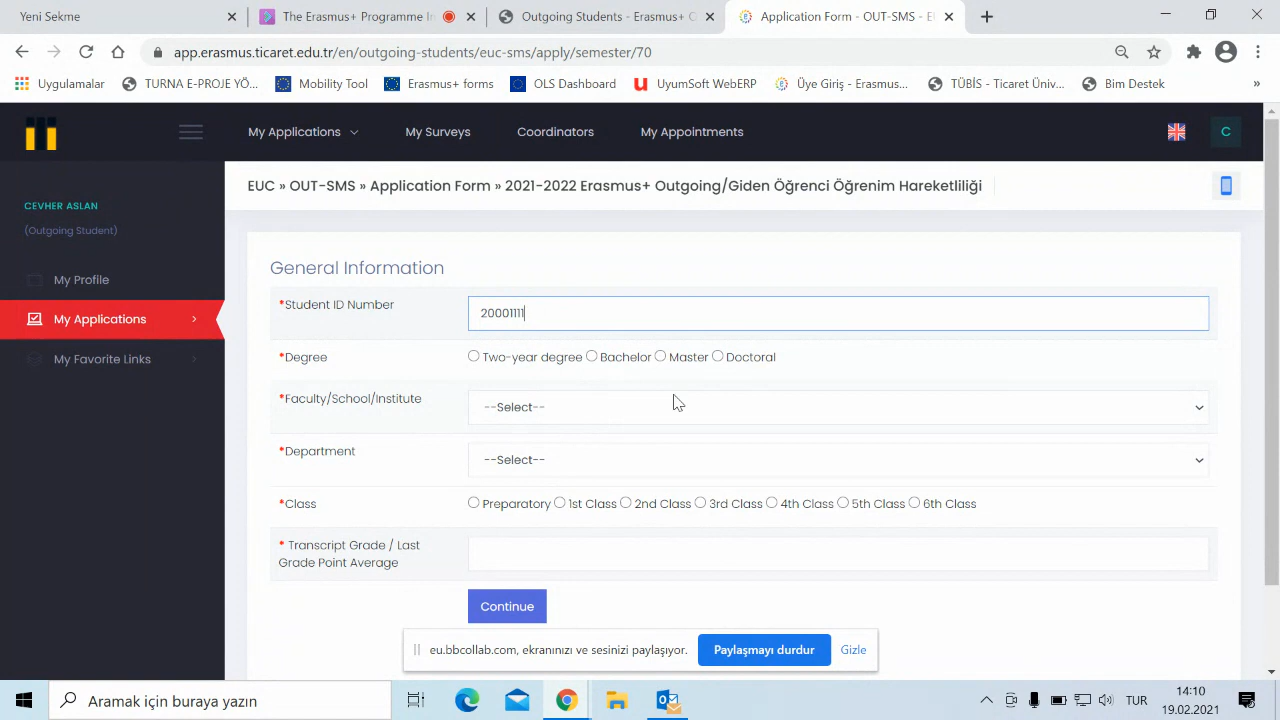 Yeni Sekme
The Erasmus+ Programme I
Outgoing Students - Erasmus+ C
Application Form - OUT-SMS - E
app.erasmus.ticaret.edu.tr/en/outgoing-students/euc-sms/apply/semester/70
Uygulamalar
TURNA E-PROJE YÖ...
Mobility Tool
Erasmus+ forms
OLS Dashboard
UyumSoft WebERP
Üye Giriş - Erasmus...
TÜBİS - Ticaret Üniv...
Bim Destek
»
My Applications
My Surveys
Coordinators
My Appointments
C
EUC » OUT-SMS » Application Form » 2021-2022 Erasmus+ Outgoing/Giden Öğrenci Öğrenim Hareketliliği
CEVHER ASLAN
(Outgoing Student)
My Profile
My Applications
My Favorite Links
General Information
*Student ID Number
20001111
*Degree
Two-year degree Bachelor Master Doctoral
*Faculty/School/Institute
--Select--
*Department
--Select--
*Class
Preparatory 1st Class 2nd Class 3rd Class 4th Class 5th Class 6th Class
* Transcript Grade / Last
Grade Point Average
Continue
eu.bbcollab.com, ekranınızı ve sesinizi paylaşıyor.
Paylaşmayı durdur
Gizle
Aramak için buraya yazın
TUR
14:10
19.02.2021